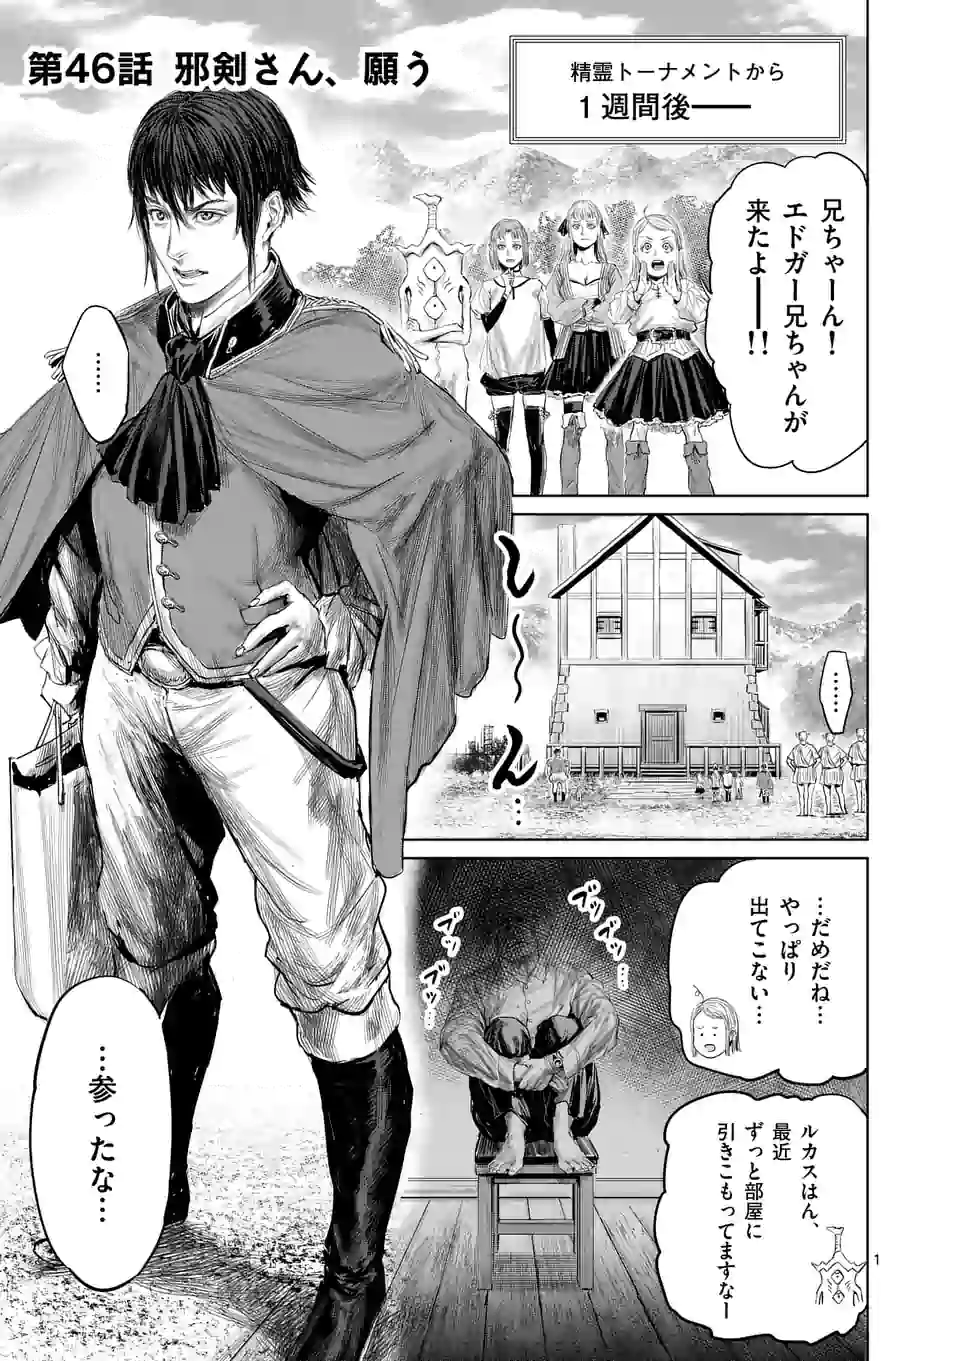 第46話 邪剣さん、願う
精霊トーナメントから
1週間後――
兄ちゃーん！
エドガー兄ちゃんが
来たよ――!!
……
し〜〜ん…
……
…だめだね…
やっぱり
出てこない…
ブツブツ…
ブツブツ…
ルカスはん、
最近
ずっと部屋に
引きこもってますなー
…参ったな…
1